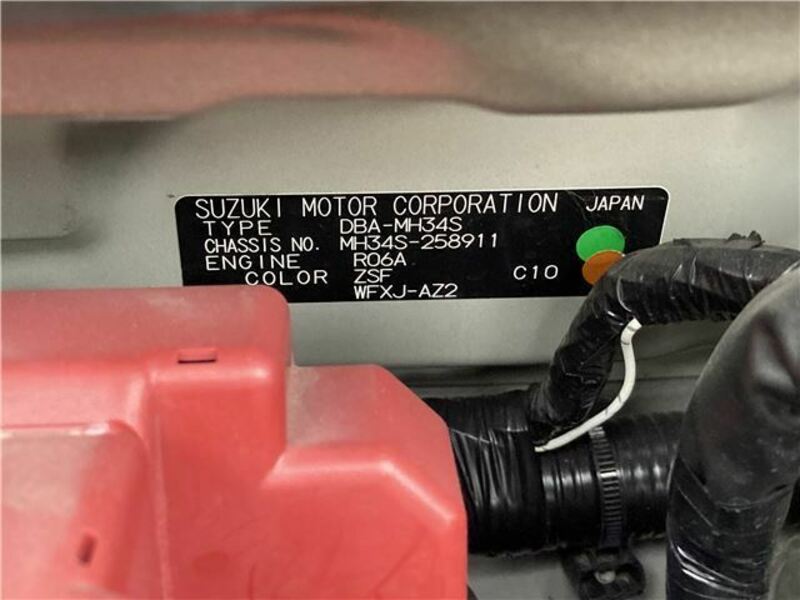 SUZUKI MOTOR CORPORATION JAPAN
TYPE DBA-MH34S
CHASSIS NO. MH34S-258911
ENGINE R06A
COLOR ZSF C10
WFXJ-AZ2